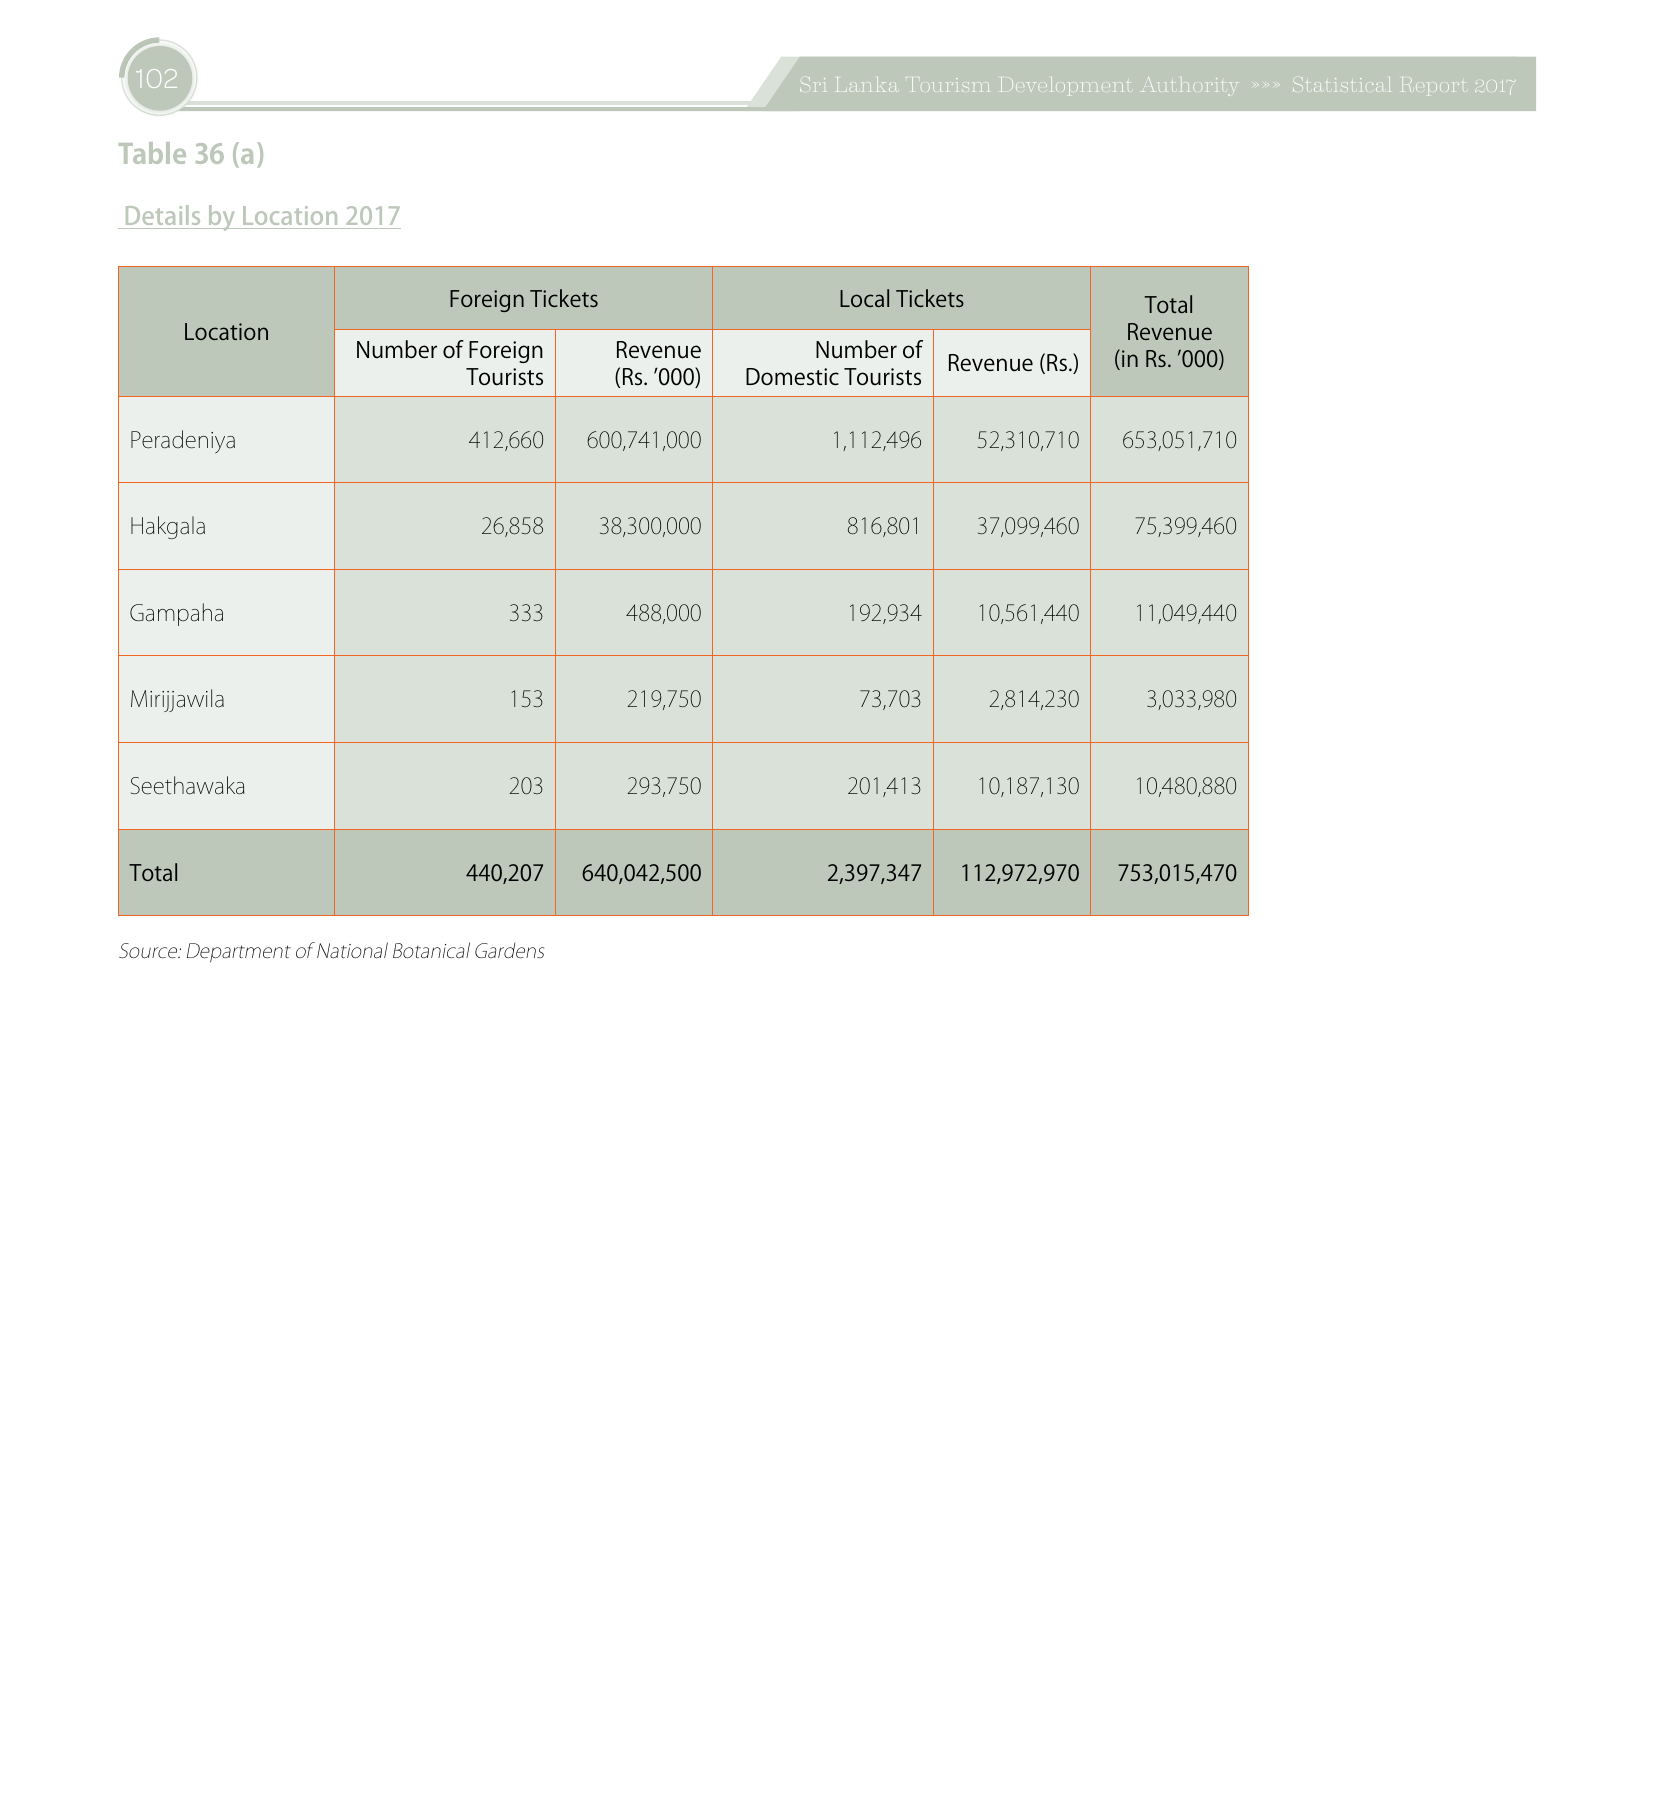 102
Sri Lanka Tourism Development Authority »»» Statistical Report 2017
Table 36 (a)
Details by Location 2017
Location
Foreign Tickets
Local Tickets
Total
Revenue
(in Rs. ’000)
Number of Foreign
Tourists
Revenue
(Rs. ’000)
Number of
Domestic Tourists
Revenue (Rs.)
Peradeniya 412,660 600,741,000 1,112,496 52,310,710 653,051,710
Hakgala 26,858 38,300,000 816,801 37,099,460 75,399,460
Gampaha 333 488,000 192,934 10,561,440 11,049,440
Mirijjawila 153 219,750 73,703 2,814,230 3,033,980
Seethawaka 203 293,750 201,413 10,187,130 10,480,880
Total 440,207 640,042,500 2,397,347 112,972,970 753,015,470
Source: Department of National Botanical Gardens